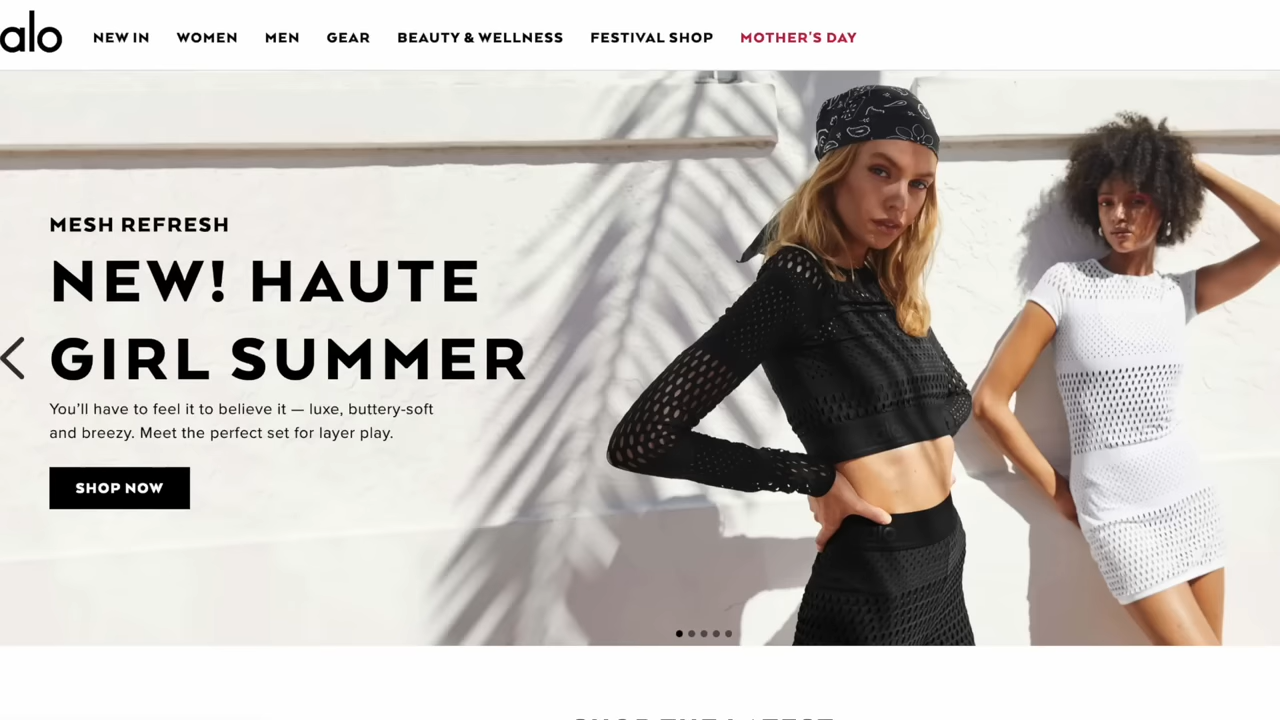 alo
NEW IN
WOMEN
MEN
GEAR
BEAUTY & WELLNESS
FESTIVAL SHOP
MOTHER'S DAY
MESH REFRESH
NEW! HAUTE
GIRL SUMMER
You’ll have to feel it to believe it — luxe, buttery-soft
and breezy. Meet the perfect set for layer play.
SHOP NOW